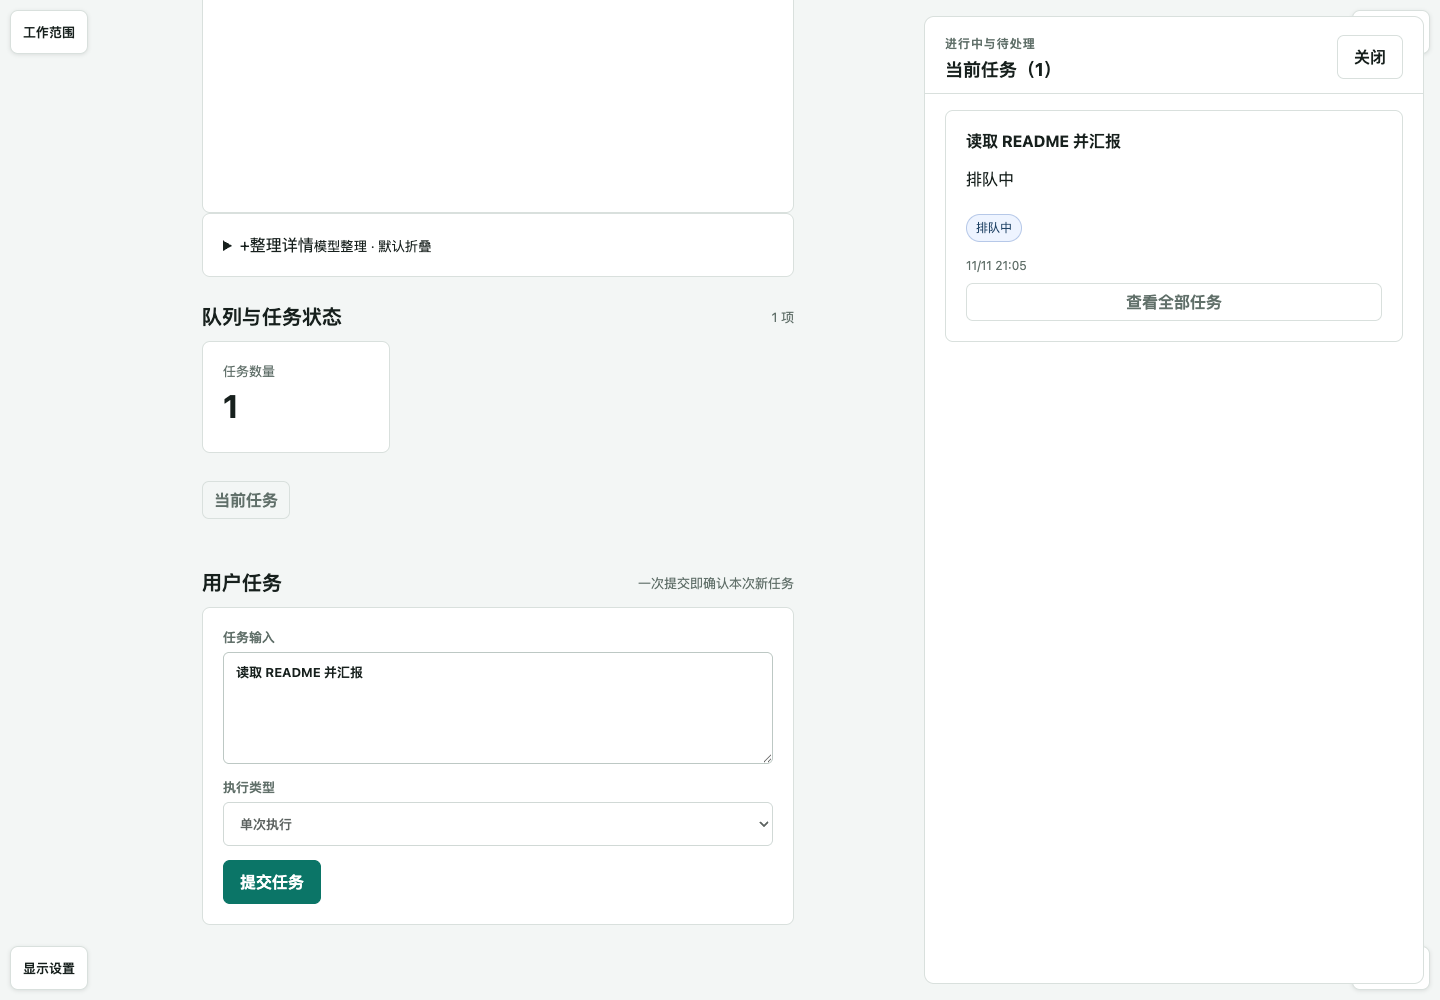 工作范围
+整理详情模型整理 · 默认折叠
队列与任务状态
1 项
任务数量
1
当前任务
用户任务
一次提交即确认本次新任务
任务输入
读取 README 并汇报
执行类型
单次执行
提交任务
显示设置
进行中与待处理
当前任务（1）
关闭
读取 README 并汇报
排队中
排队中
11/11 21:05
查看全部任务